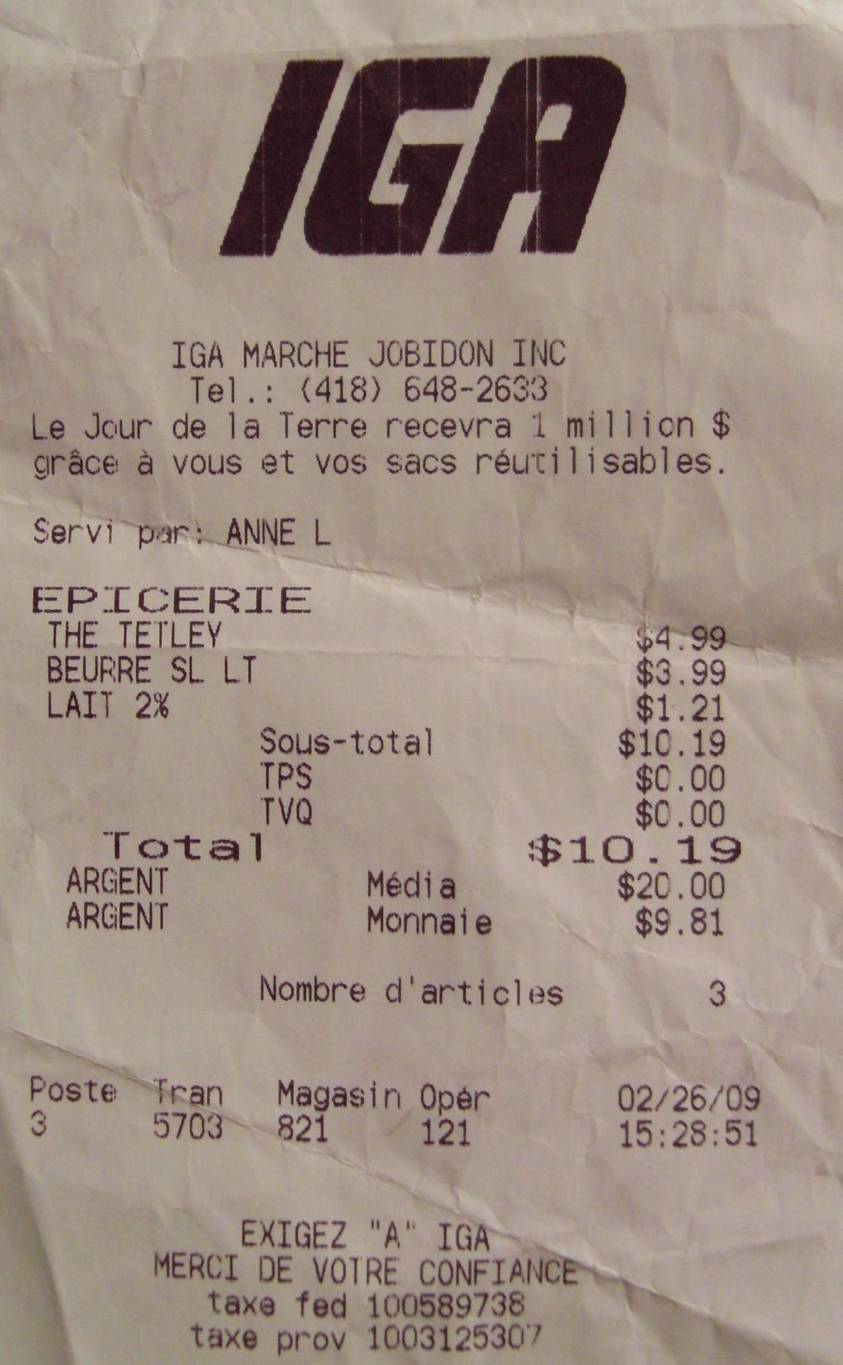 IGA
IGA MARCHE JOBIDON INC
Tel.: (418) 648-2633
Le Jour de la Terre recevra 1 million $
grâce à vous et vos sacs réutilisables.
Servi par: ANNE L
EPICERIE
THE TETLEY $4.99
BEURRE SL LT $3.99
LAIT 2% $1.21
Sous-total $10.19
TPS $0.00
TVQ $0.00
Total $10.19
ARGENT Média $20.00
ARGENT Monnaie $9.81
Nombre d'articles 3
Poste Tran Magasin Opér 02/26/09
3 5703 821 121 15:28:51
EXIGEZ "A" IGA
MERCI DE VOTRE CONFIANCE
taxe fed 100589738
taxe prov 1003125307